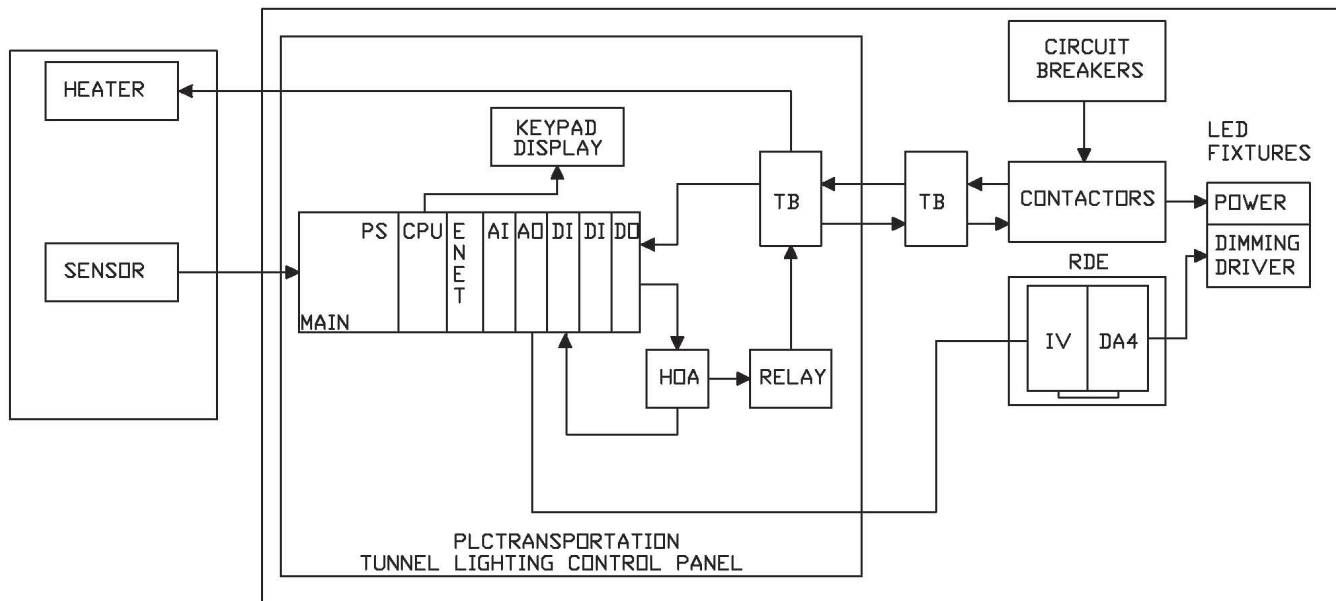 HEATER
SENSOR
KEYPAD
DISPLAY
PS
CPU
ENET
AI
AO
DI
DI
DO
MAIN
HOA
RELAY
TB
TB
CIRCUIT
BREAKERS
CONTACTORS
LED
FIXTURES
POWER
DIMMING
DRIVER
RDE
IV
DA4
PLCTRANSPORTATION
TUNNEL LIGHTING CONTROL PANEL